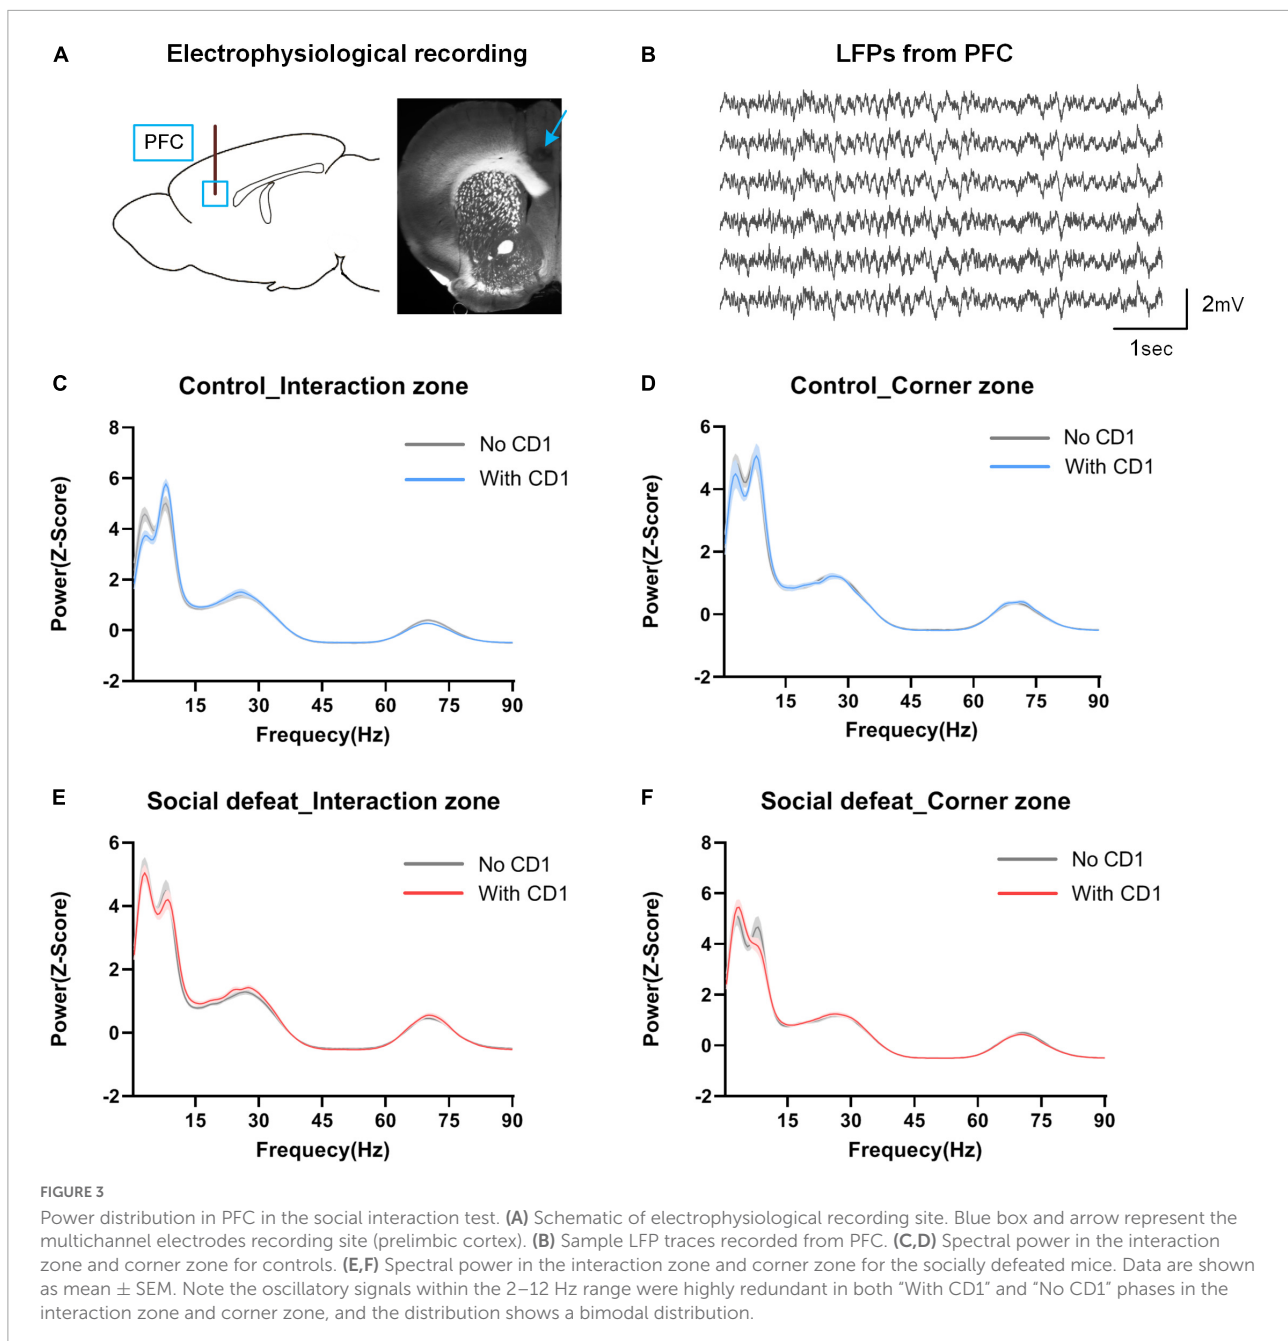 A
Electrophysiological recording
PFC
B
LFPs from PFC
2mV
1sec
C
Control_Interaction zone
No CD1
With CD1
8
6
4
2
0
-2
Power(Z-Score)
15 30 45 60 75 90
Frequecy(Hz)
D
Control_Corner zone
No CD1
With CD1
6
4
2
0
-2
Power(Z-Score)
15 30 45 60 75 90
Frequecy(Hz)
E
Social defeat_Interaction zone
No CD1
With CD1
6
4
2
0
-2
Power(Z-Score)
15 30 45 60 75 90
Frequecy(Hz)
F
Social defeat_Corner zone
No CD1
With CD1
8
6
4
2
0
-2
Power(Z-Score)
15 30 45 60 75 90
Frequecy(Hz)
FIGURE 3
Power distribution in PFC in the social interaction test. (A) Schematic of electrophysiological recording site. Blue box and arrow represent the
multichannel electrodes recording site (prelimbic cortex). (B) Sample LFP traces recorded from PFC. (C,D) Spectral power in the interaction
zone and corner zone for controls. (E,F) Spectral power in the interaction zone and corner zone for the socially defeated mice. Data are shown
as mean ± SEM. Note the oscillatory signals within the 2–12 Hz range were highly redundant in both “With CD1” and “No CD1” phases in the
interaction zone and corner zone, and the distribution shows a bimodal distribution.